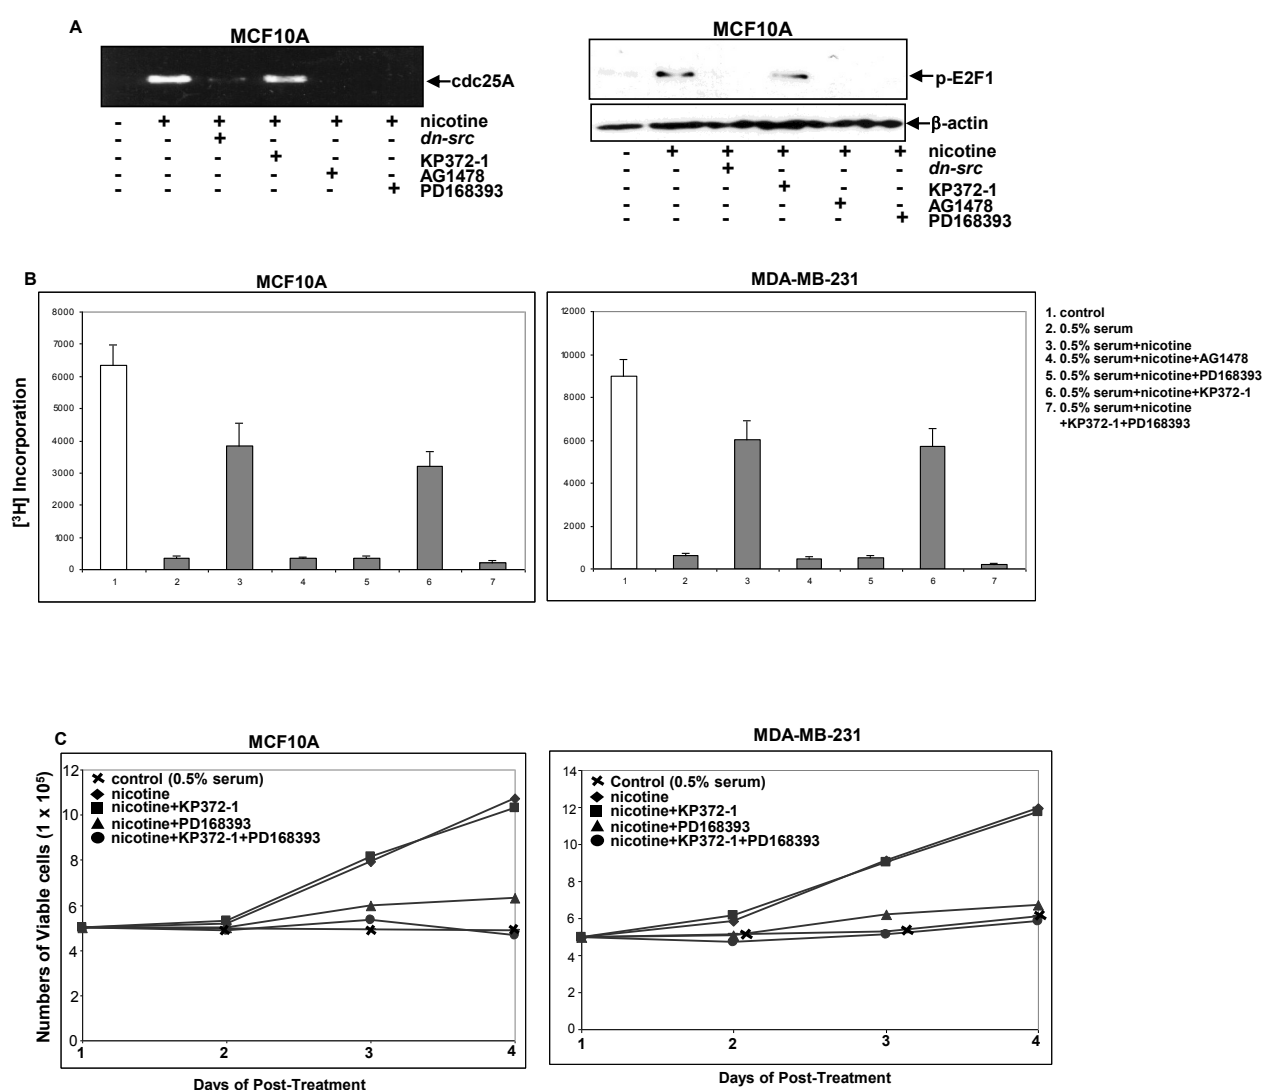 A
MCF10A
cdc25A
- + + + + + nicotine
- - + - - - dn-src
- - - + - - KP372-1
- - - - + - AG1478
- - - - - + PD168393
MCF10A
p-E2F1
β-actin
- + + + + + nicotine
- - + - - - dn-src
- - - + - - KP372-1
- - - - + - AG1478
- - - - - + PD168393
B
MCF10A
[³H] Incorporation
8000
7000
6000
5000
4000
3000
2000
1000
0
1 2 3 4 5 6 7
MDA-MB-231
12000
10000
8000
6000
4000
2000
0
1 2 3 4 5 6 7
1. control
2. 0.5% serum
3. 0.5% serum+nicotine
4. 0.5% serum+nicotine+AG1478
5. 0.5% serum+nicotine+PD168393
6. 0.5% serum+nicotine+KP372-1
7. 0.5% serum+nicotine
+KP372-1+PD168393
C
MCF10A
Numbers of Viable cells (1 x 10⁵)
12
10
8
6
4
2
0
control (0.5% serum)
nicotine
nicotine+KP372-1
nicotine+PD168393
nicotine+KP372-1+PD168393
1 2 3 4
Days of Post-Treatment
MDA-MB-231
14
12
10
8
6
4
2
0
Control (0.5% serum)
nicotine
nicotine+KP372-1
nicotine+PD168393
nicotine+KP372-1+PD168393
1 2 3 4
Days of Post-Treatment